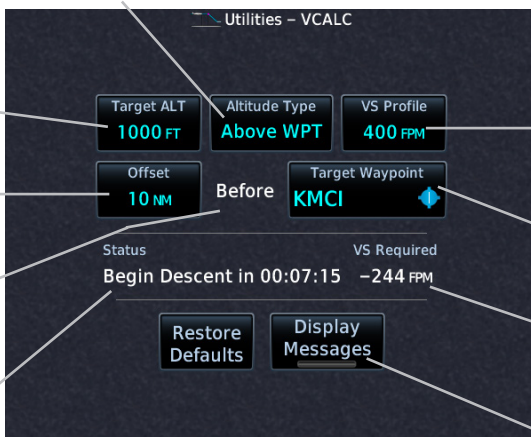 Utilities – VCALC
Target ALT
1000 FT
Altitude Type
Above WPT
VS Profile
400 FPM
Offset
10 NM
Before
Target Waypoint
KMCI
Status
VS Required
Begin Descent in 00:07:15
−244 FPM
Restore
Defaults
Display
Messages